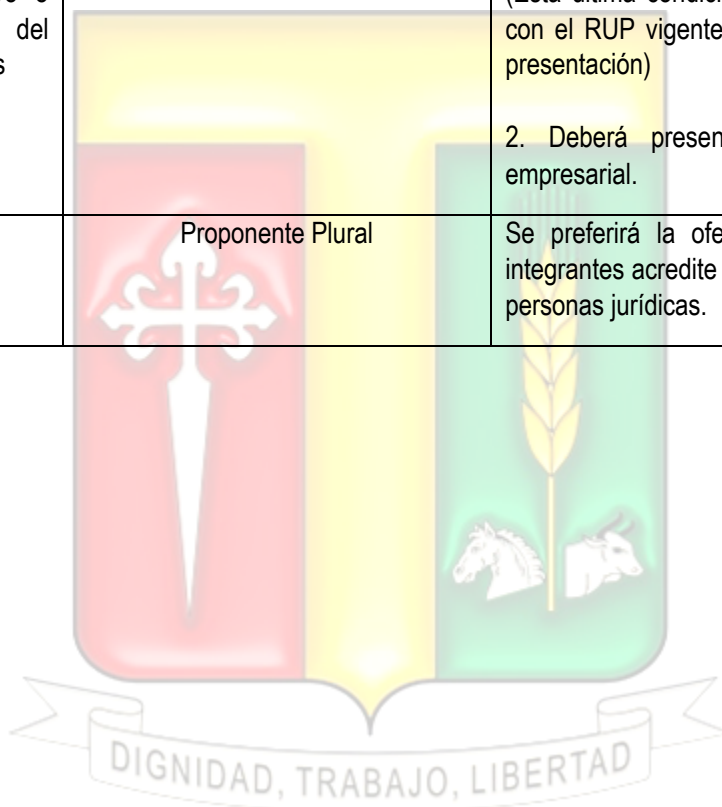 del
s
(Esta última condici
con el RUP vigente
presentación)
2. Deberá presen
empresarial.
Proponente Plural
Se preferirá la ofe
integrantes acredite
personas jurídicas.
DIGNIDAD, TRABAJO, LIBERTAD